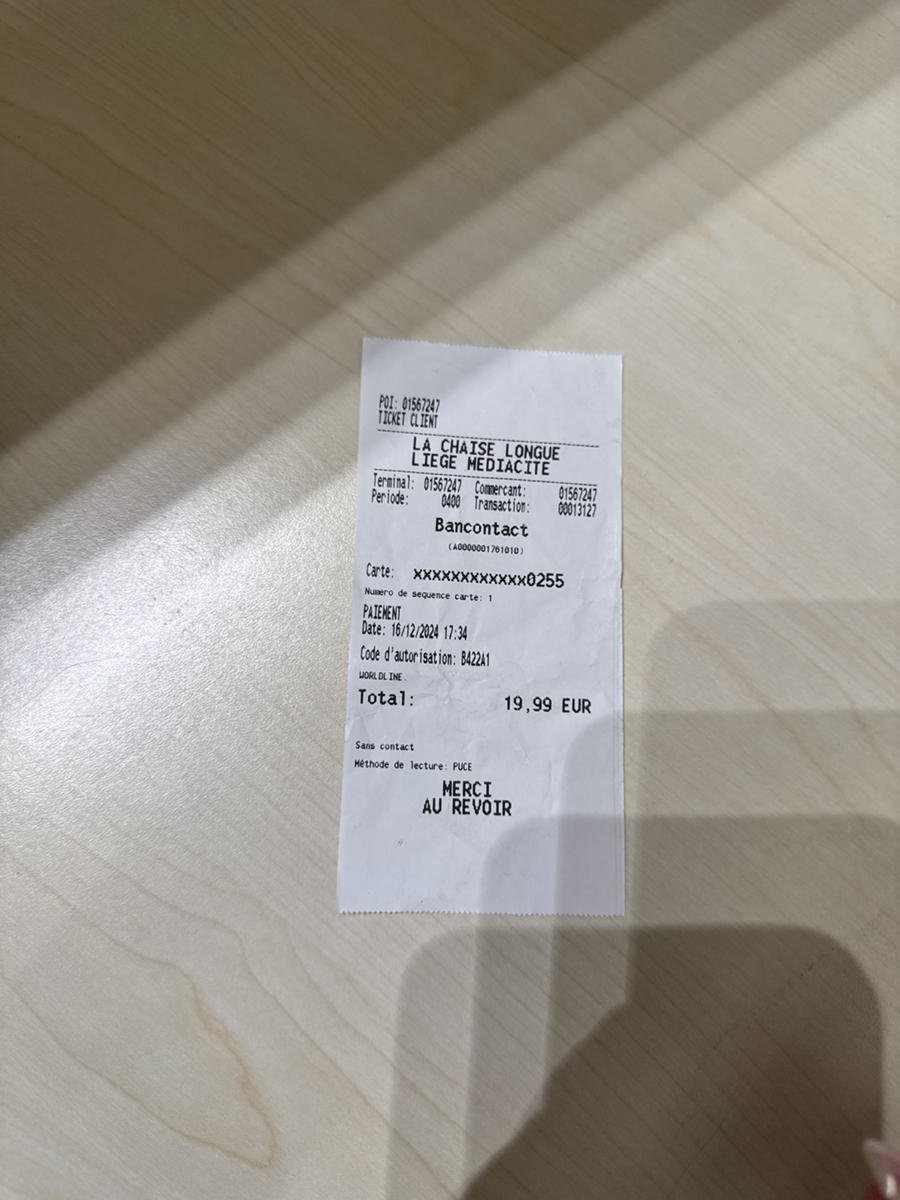 POI: 01567247
TICKET CLIENT
LA CHAISE LONGUE
LIEGE MEDIACITE
Terminal: 01567247 Commercant: 01567247
Periode: 0400 Transaction: 00013127
Bancontact
(A0000001761010)
Carte: xxxxxxxxxxxxx0255
Numero de sequence carte: 1
PAIEMENT
Date: 16/12/2024 17:34
Code d'autorisation: B422A1
WORLDLINE.
Total: 19,99 EUR
Sans contact
Méthode de lecture: PUCE
MERCI
AU REVOIR